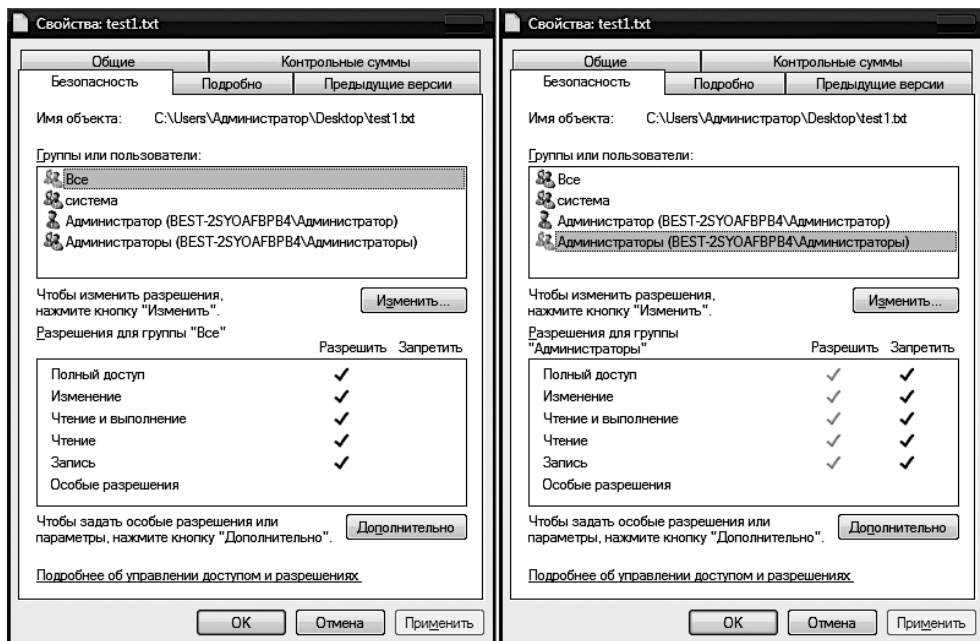 Свойства: test1.txt
Общие
Контрольные суммы
Безопасность
Подробно
Предыдущие версии
Имя объекта: C:\Users\Администратор\Desktop\test1.txt
Группы или пользователи:
Все
система
Администратор (BEST-2SYOAFBPB4\Администратор)
Администраторы (BEST-2SYOAFBPB4\Администраторы)
Чтобы изменить разрешения,
нажмите кнопку "Изменить".
Изменить...
Разрешения для группы "Все"
Разрешить Запретить
Полный доступ
Изменение
Чтение и выполнение
Чтение
Запись
Особые разрешения
Чтобы задать особые разрешения или
параметры, нажмите кнопку "Дополнительно".
Дополнительно
Подробнее об управлении доступом и разрешениях
ОК
Отмена
Применить
Свойства: test1.txt
Общие
Контрольные суммы
Безопасность
Подробно
Предыдущие версии
Имя объекта: C:\Users\Администратор\Desktop\test1.txt
Группы или пользователи:
Все
система
Администратор (BEST-2SYOAFBPB4\Администратор)
Администраторы (BEST-2SYOAFBPB4\Администраторы)
Чтобы изменить разрешения,
нажмите кнопку "Изменить".
Изменить...
Разрешения для группы
"Администраторы"
Разрешить Запретить
Полный доступ
Изменение
Чтение и выполнение
Чтение
Запись
Особые разрешения
Чтобы задать особые разрешения или
параметры, нажмите кнопку "Дополнительно".
Дополнительно
Подробнее об управлении доступом и разрешениях
ОК
Отмена
Применить